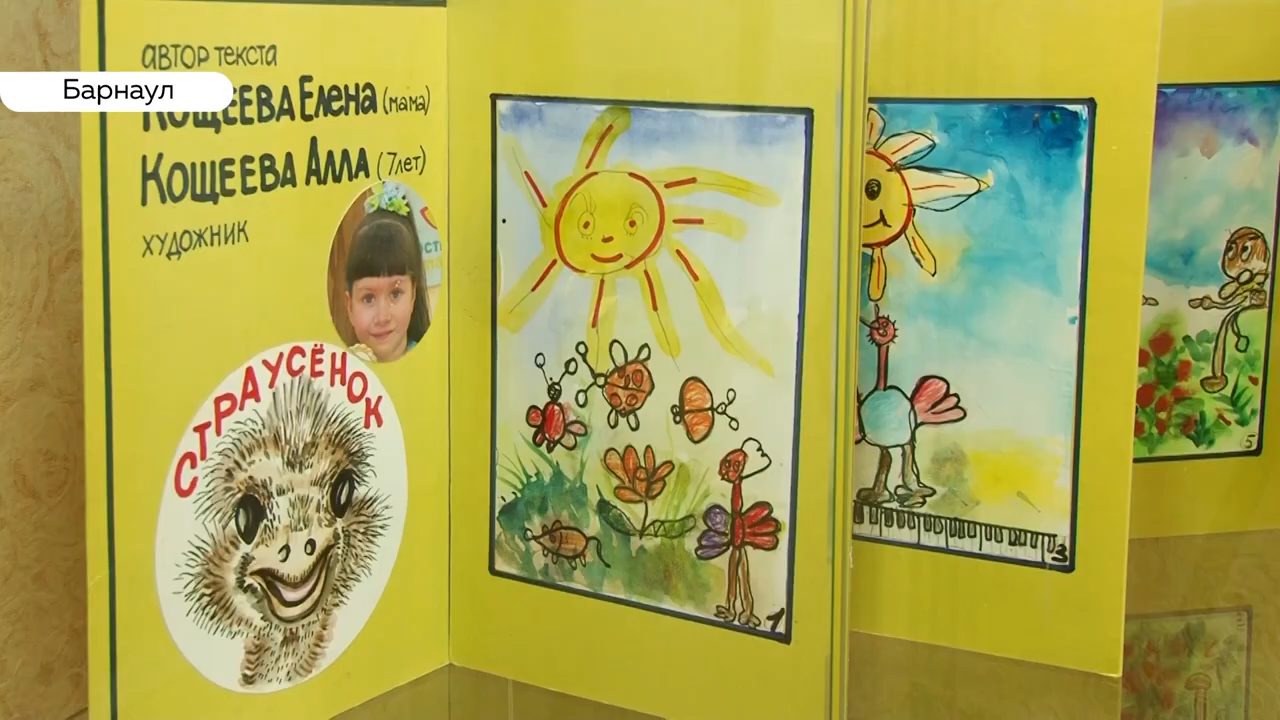 автор текста
Барнаул
Кощеева Елена (мама)
Кощеева Алла (7лет)
художник
СТРАУСЁНОК
1
3
5